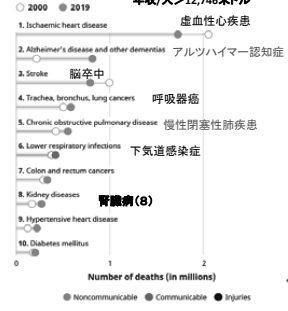 ○ 2000 ● 2019
年収/人ン12,746米ドル
1. Ischaemic heart disease 虚血性心疾患
2. Alzheimer's disease and other dementias アルツハイマー認知症
3. Stroke 脳卒中
4. Trachea, bronchus, lung cancers 呼吸器癌
5. Chronic obstructive pulmonary disease 慢性閉塞性肺疾患
6. Lower respiratory infections 下気道感染症
7. Colon and rectum cancers
8. Kidney diseases 腎臓病(8)
9. Hypertensive heart disease
10. Diabetes mellitus
0 1 2
Number of deaths (in millions)
● Noncommunicable ● Communicable ● Injuries